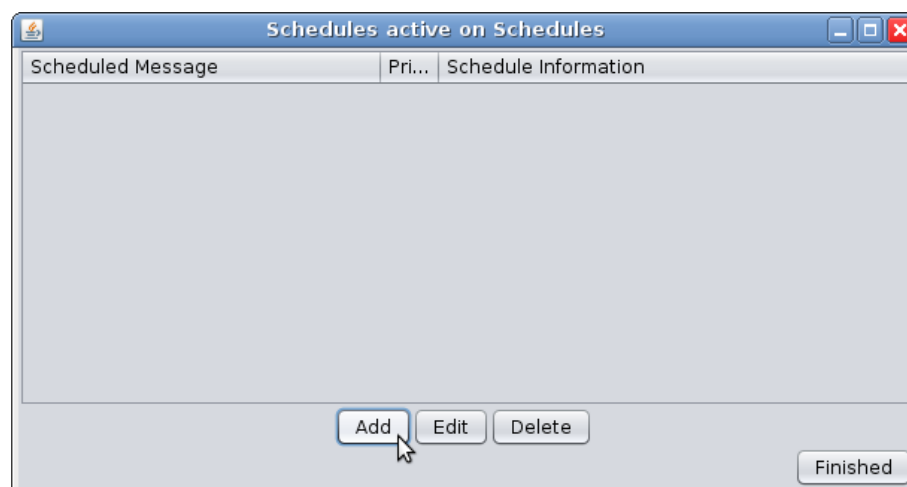 Schedules active on Schedules
Scheduled Message Pri... Schedule Information
Add Edit Delete
Finished